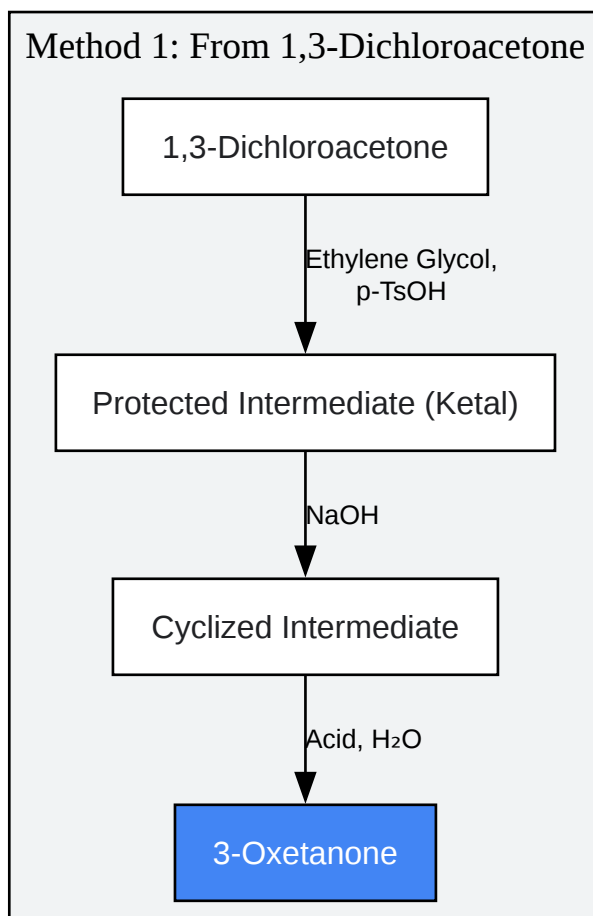 Method 1: From 1,3-Dichloroacetone
1,3-Dichloroacetone
Ethylene Glycol,
p-TsOH
Protected Intermediate (Ketal)
NaOH
Cyclized Intermediate
Acid, H₂O
3-Oxetanone